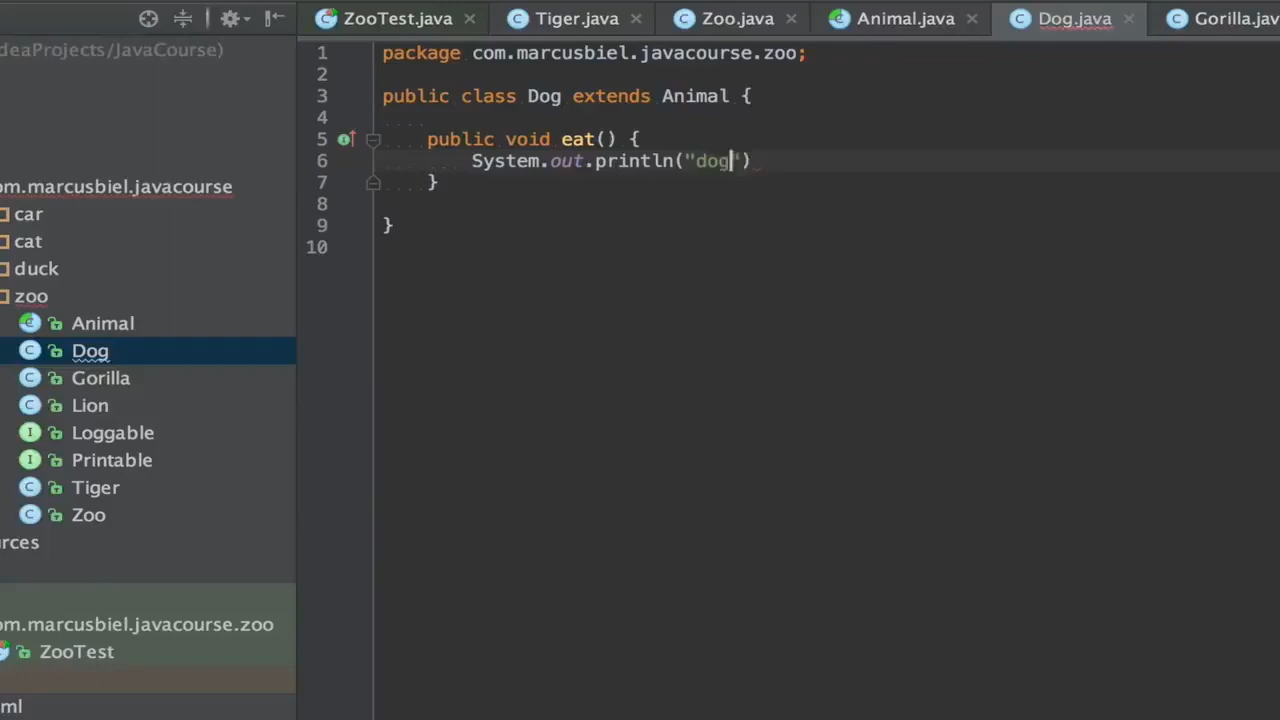 ZooTest.java
Tiger.java
Zoo.java
Animal.java
Dog.java
Gorilla.jav
deaProjects/JavaCourse)
om.marcusbiel.javacourse
car
cat
duck
zoo
Animal
Dog
Gorilla
Lion
Loggable
Printable
Tiger
Zoo
urces
om.marcusbiel.javacourse.zoo
ZooTest
ml
1 package com.marcusbiel.javacourse.zoo;
2
3 public class Dog extends Animal {
4
5 public void eat() {
6 System.out.println("dog")
7 }
8
9 }
10